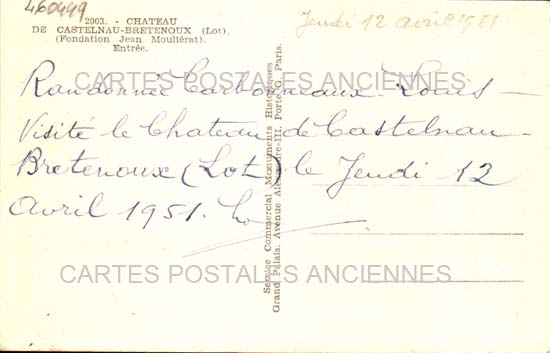 460499
2003. - CHATEAU
DE CASTELNAU-BRETENOUX (Lot).
(Fondation Jean Mouliérat).
Entrée.
Jeudi 12 avril 1951
CARTES POSTALES ANCIENNES
Randonnée Carbonneaux - Louis -
Visité le Chateau de Castelnau -
Bretenoux (Lot) le Jeudi 12
Avril 1951.
Service Commercial Monuments Historiques
Grand Palais. Avenue Alexandre-III. Porte G. Paris.
CARTES POSTALES ANCIENNES